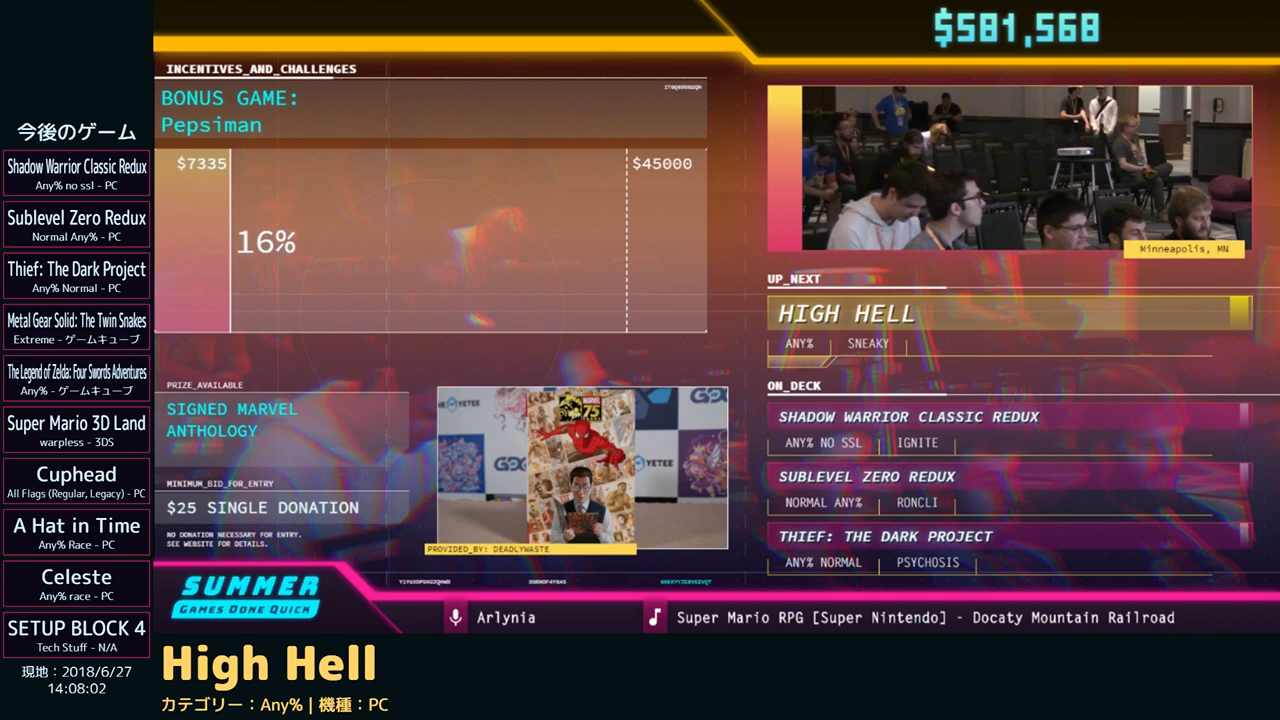 今後のゲーム
Shadow Warrior Classic Redux
Any% no ssl - PC
Sublevel Zero Redux
Normal Any% - PC
Thief: The Dark Project
Any% Normal - PC
Metal Gear Solid: The Twin Snakes
Extreme - ゲームキューブ
The Legend of Zelda: Four Swords Adventures
Any% - ゲームキューブ
Super Mario 3D Land
warpless - 3DS
Cuphead
All Flags (Regular, Legacy) - PC
A Hat in Time
Any% Race - PC
Celeste
Any% race - PC
SETUP BLOCK 4
Tech Stuff - N/A
現地:2018/6/27
14:08:02
$581,568
INCENTIVES_AND_CHALLENGES
BONUS GAME:
Pepsiman
$7335
$45000
16%
PRIZE_AVAILABLE
SIGNED MARVEL
ANTHOLOGY
MINIMUM_BID_FOR_ENTRY
$25 SINGLE DONATION
NO DONATION NECESSARY FOR ENTRY.
SEE WEBSITE FOR DETAILS.
MARVEL
75
YETEE
YETEE
PROVIDED_BY: DEADLYWASTE
Minneapolis, MN
UP_NEXT
HIGH HELL
ANY% SNEAKY
ON_DECK
SHADOW WARRIOR CLASSIC REDUX
ANY% NO SSL IGNITE
SUBLEVEL ZERO REDUX
NORMAL ANY% RONCLI
THIEF: THE DARK PROJECT
ANY% NORMAL PSYCHOSIS
SUMMER
GAMES DONE QUICK
Arlynia
Super Mario RPG [Super Nintendo] - Docaty Mountain Railroad
High Hell
カテゴリー:Any% | 機種:PC